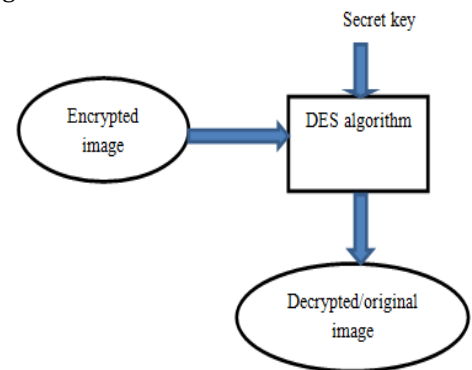 Secret key
Encrypted
image
DES algorithm
Decrypted/original
image